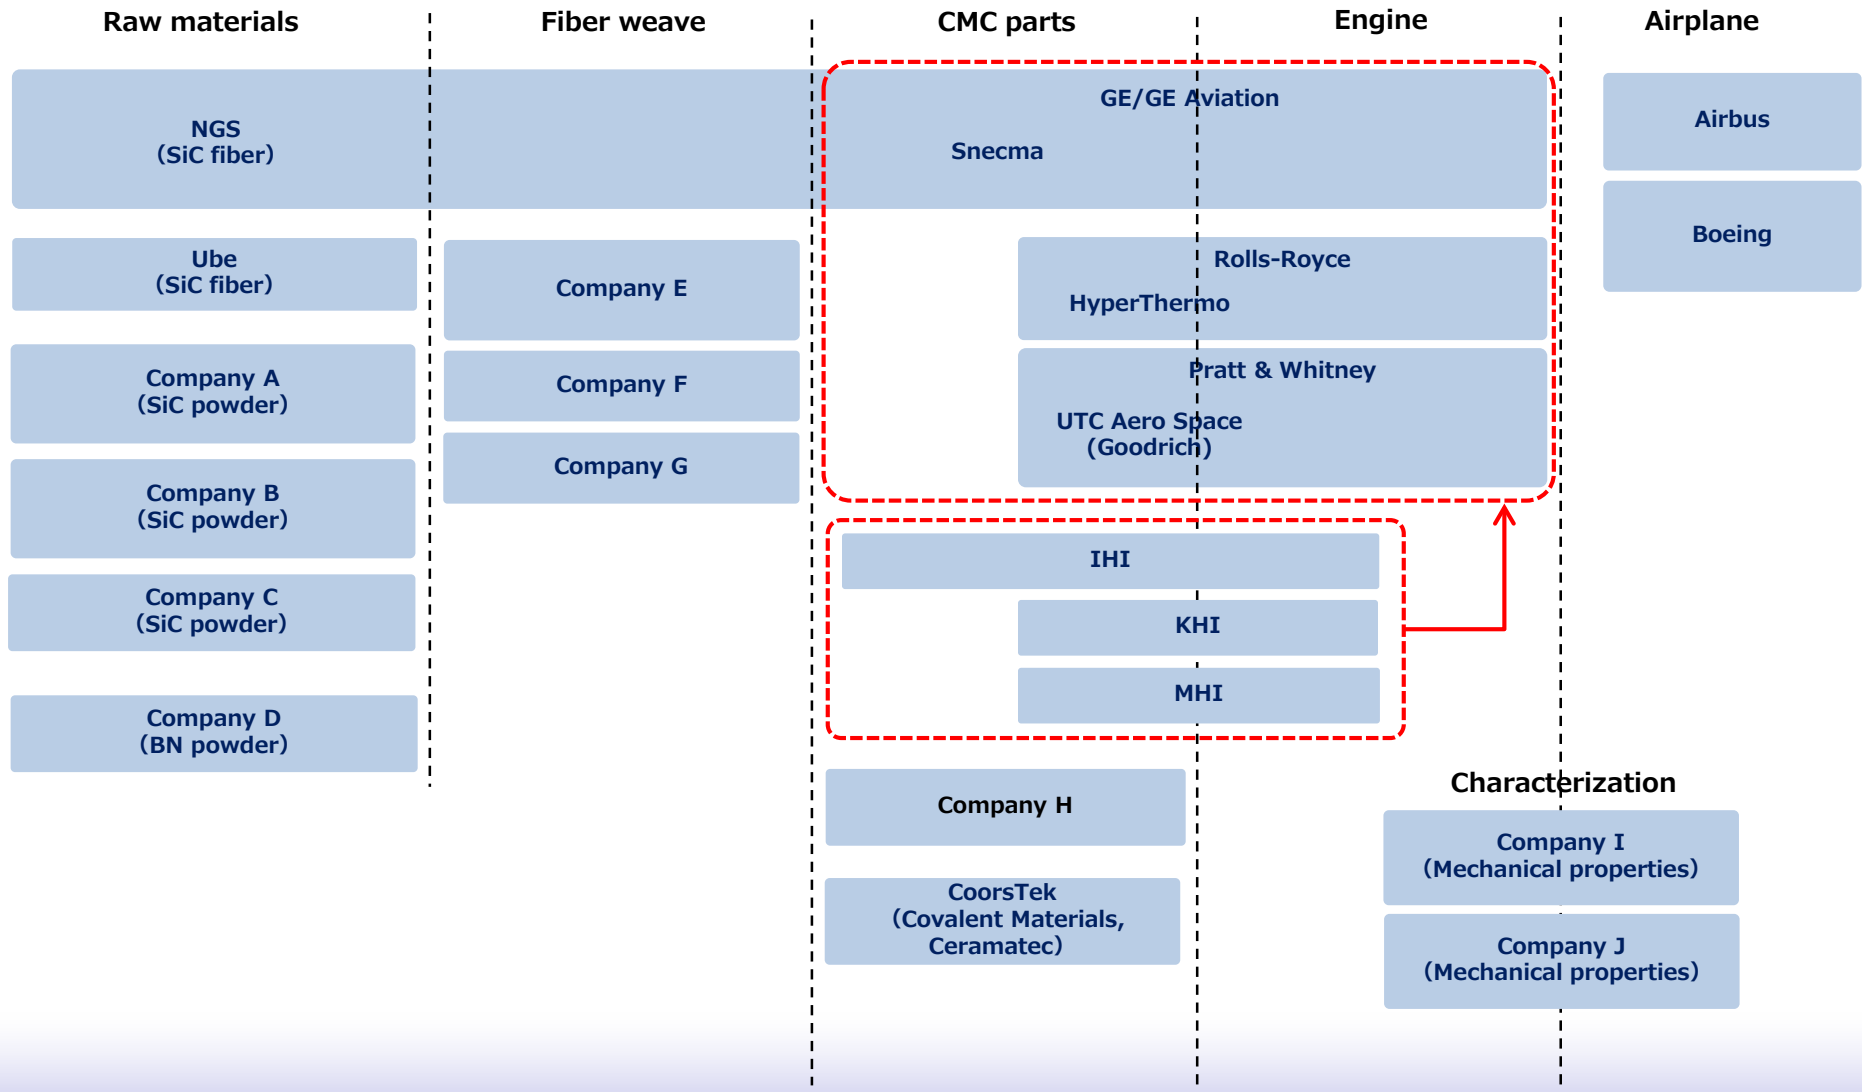 Raw materials
Fiber weave
CMC parts
Engine
Airplane
NGS
(SiC fiber)
GE/GE Aviation
Snecma
Airbus
Boeing
Ube
(SiC fiber)
Company E
Rolls-Royce
HyperThermo
Company A
(SiC powder)
Company F
Pratt & Whitney
UTC Aero Space
(Goodrich)
Company G
Company B
(SiC powder)
IHI
Company C
(SiC powder)
KHI
MHI
Company D
(BN powder)
Company H
Characterization
Company I
(Mechanical properties)
CoorsTek
(Covalent Materials,
Ceramatec)
Company J
(Mechanical properties)